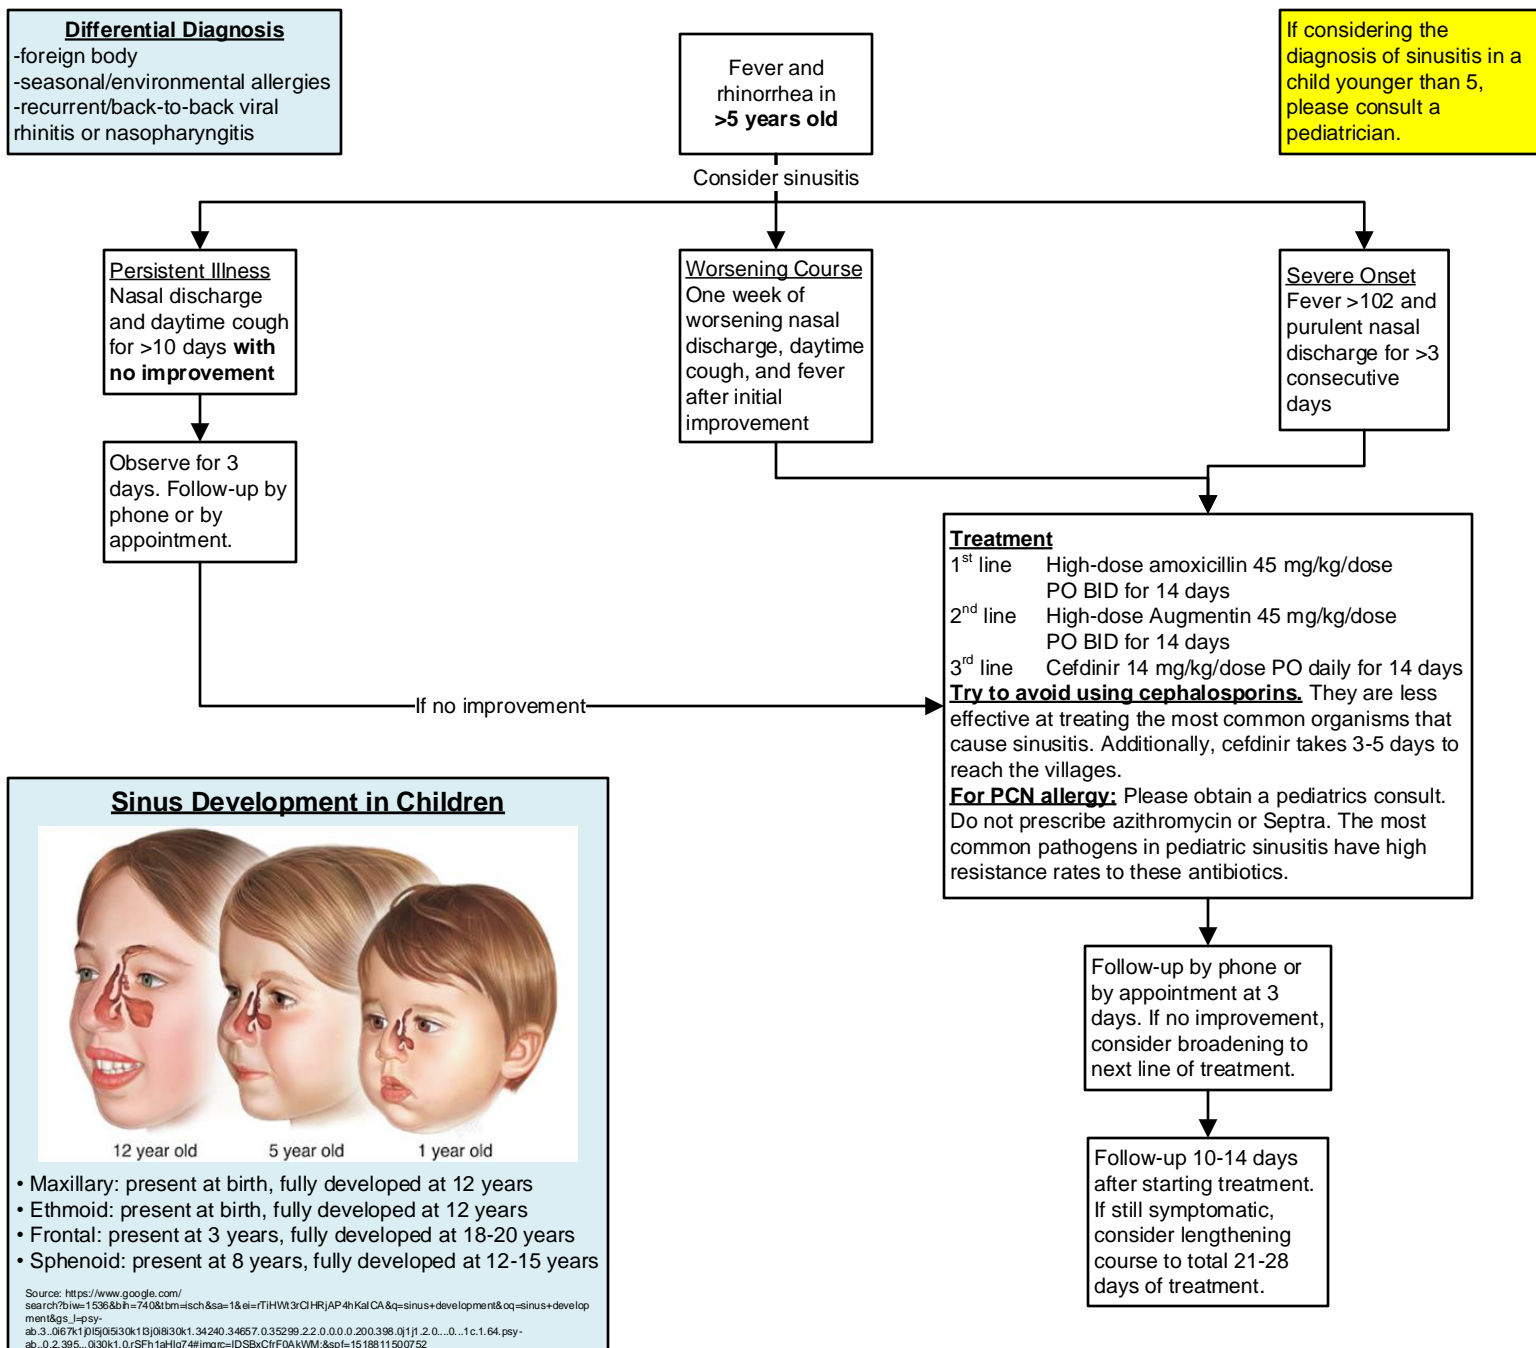 Differential Diagnosis
-foreign body
-seasonal/environmental allergies
-recurrent/back-to-back viral
rhinitis or nasopharyngitis
Fever and
rhinorrhea in
>5 years old
If considering the
diagnosis of sinusitis in a
child younger than 5,
please consult a
pediatrician.
Consider sinusitis
Persistent Illness
Nasal discharge
and daytime cough
for >10 days with
no improvement
Worsening Course
One week of
worsening nasal
discharge, daytime
cough, and fever
after initial
improvement
Severe Onset
Fever >102 and
purulent nasal
discharge for >3
consecutive
days
Observe for 3
days. Follow-up by
phone or by
appointment.
If no improvement
Treatment
1st line High-dose amoxicillin 45 mg/kg/dose
PO BID for 14 days
2nd line High-dose Augmentin 45 mg/kg/dose
PO BID for 14 days
3rd line Cefdinir 14 mg/kg/dose PO daily for 14 days
Try to avoid using cephalosporins. They are less
effective at treating the most common organisms that
cause sinusitis. Additionally, cefdinir takes 3-5 days to
reach the villages.
For PCN allergy: Please obtain a pediatrics consult.
Do not prescribe azithromycin or Septra. The most
common pathogens in pediatric sinusitis have high
resistance rates to these antibiotics.
Follow-up by phone or
by appointment at 3
days. If no improvement,
consider broadening to
next line of treatment.
Follow-up 10-14 days
after starting treatment.
If still symptomatic,
consider lengthening
course to total 21-28
days of treatment.
Sinus Development in Children
12 year old 5 year old 1 year old
• Maxillary: present at birth, fully developed at 12 years
• Ethmoid: present at birth, fully developed at 12 years
• Frontal: present at 3 years, fully developed at 18-20 years
• Sphenoid: present at 8 years, fully developed at 12-15 years
Source: https://www.google.com/